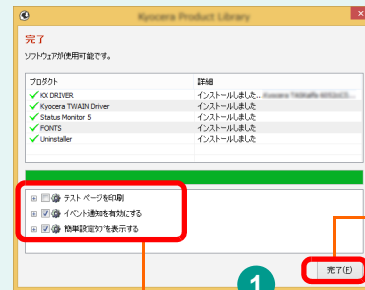 Kyocera Product Library
完了
ソフトウェアが使用可能です。
プロダクト 詳細
KX DRIVER インストールしました...
Kyocera TWAIN Driver インストールしました
Status Monitor 5 インストールしました
FONTS インストールしました
Uninstaller インストールしました
テスト ページを印刷
イベント通知を有効にする
簡単設定タブを表示する
完了(F)
1